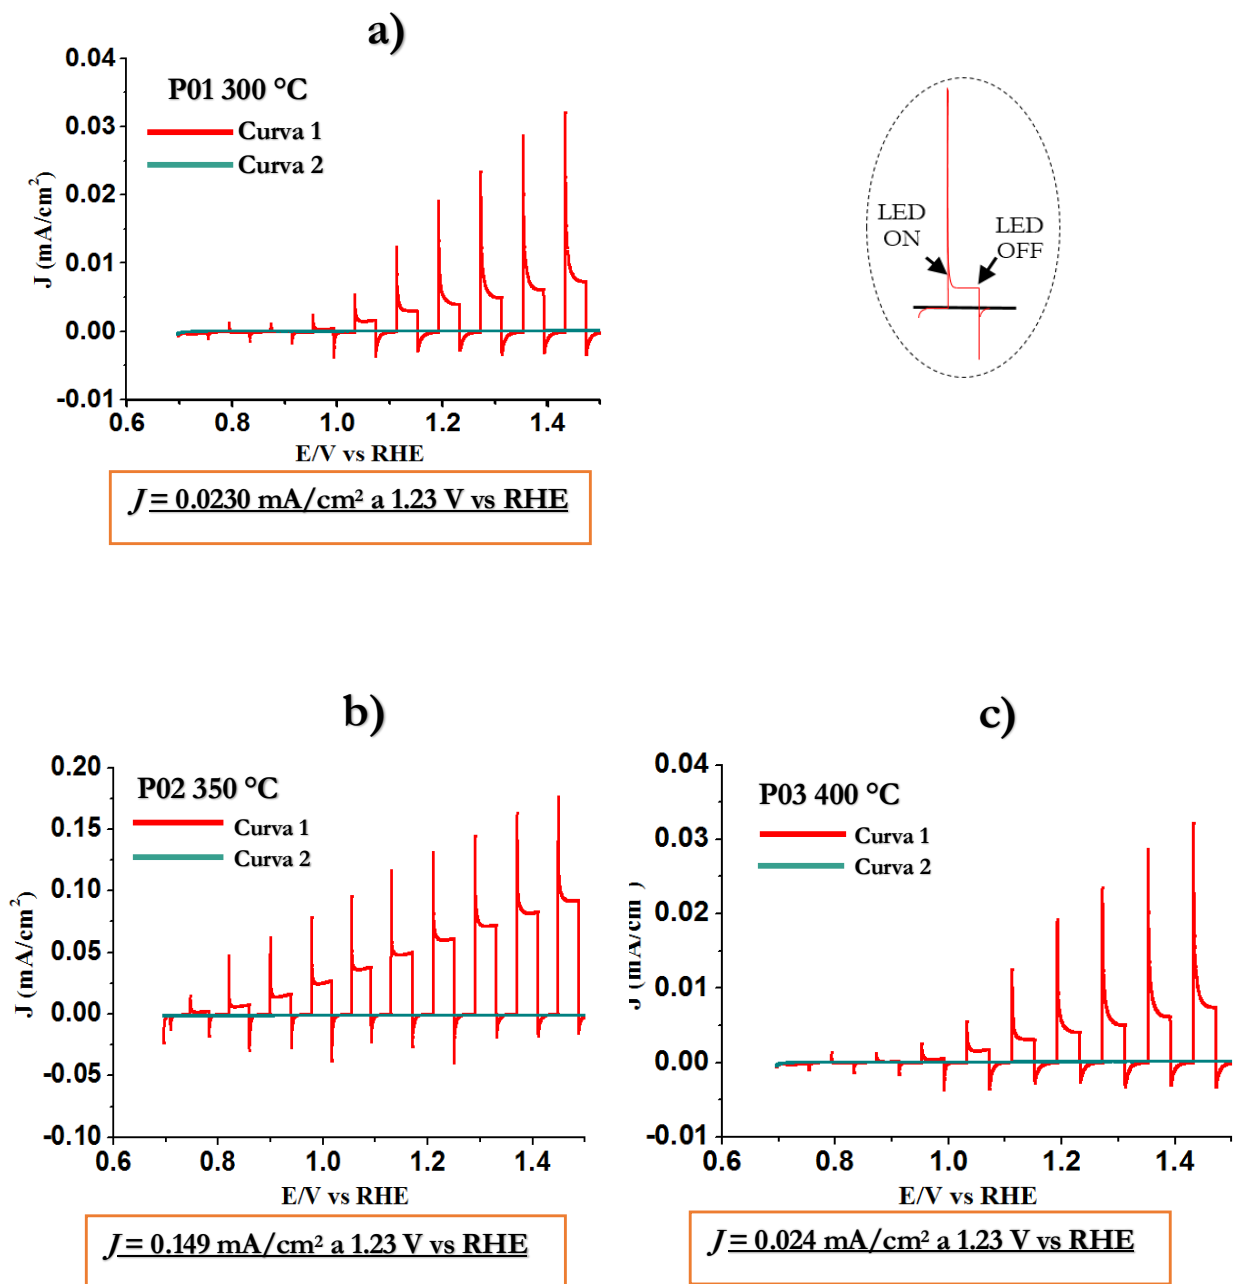 a)
0.04
0.03
0.02
0.01
0.00
-0.01
J (mA/cm²)
P01 300 °C
Curva 1
Curva 2
0.6 0.8 1.0 1.2 1.4
E/V vs RHE
J = 0.0230 mA/cm² a 1.23 V vs RHE
LED
ON
LED
OFF
b)
0.20
0.15
0.10
0.05
0.00
-0.05
-0.10
J (mA/cm²)
P02 350 °C
Curva 1
Curva 2
0.6 0.8 1.0 1.2 1.4
E/V vs RHE
J = 0.149 mA/cm² a 1.23 V vs RHE
c)
0.04
0.03
0.02
0.01
0.00
-0.01
J (mA/cm )
P03 400 °C
Curva 1
Curva 2
0.6 0.8 1.0 1.2 1.4
E/V vs RHE
J = 0.024 mA/cm² a 1.23 V vs RHE